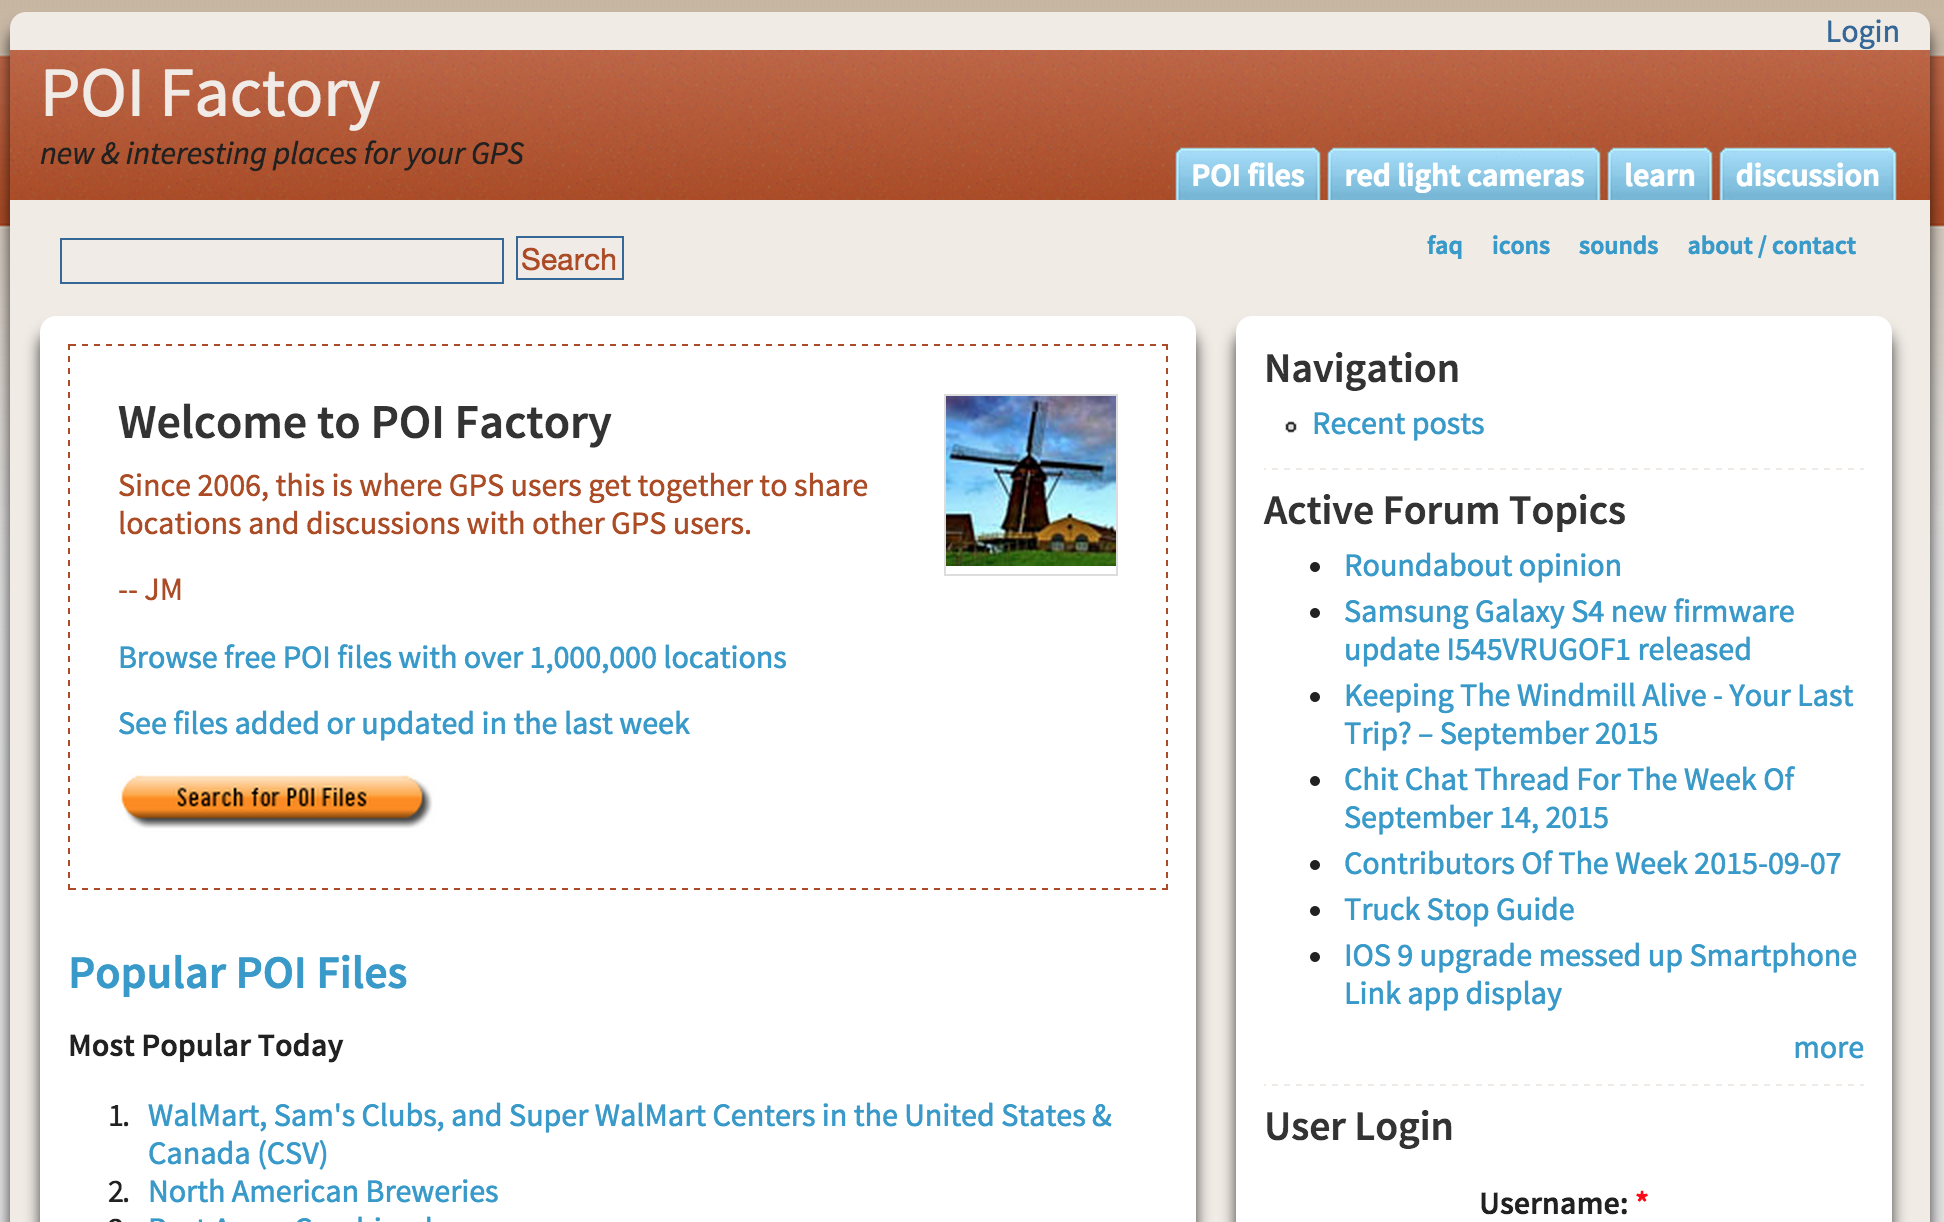 Login
POI Factory
new & interesting places for your GPS
POI files
red light cameras
learn
discussion
Search
faq
icons
sounds
about / contact
Welcome to POI Factory
Since 2006, this is where GPS users get together to share
locations and discussions with other GPS users.
-- JM
Browse free POI files with over 1,000,000 locations
See files added or updated in the last week
Search for POI Files
Popular POI Files
Most Popular Today
1. WalMart, Sam's Clubs, and Super WalMart Centers in the United States &
Canada (CSV)
2. North American Breweries
Navigation
Recent posts
Active Forum Topics
Roundabout opinion
Samsung Galaxy S4 new firmware
update I545VRUGOF1 released
Keeping The Windmill Alive - Your Last
Trip? – September 2015
Chit Chat Thread For The Week Of
September 14, 2015
Contributors Of The Week 2015-09-07
Truck Stop Guide
IOS 9 upgrade messed up Smartphone
Link app display
more
User Login
Username: *